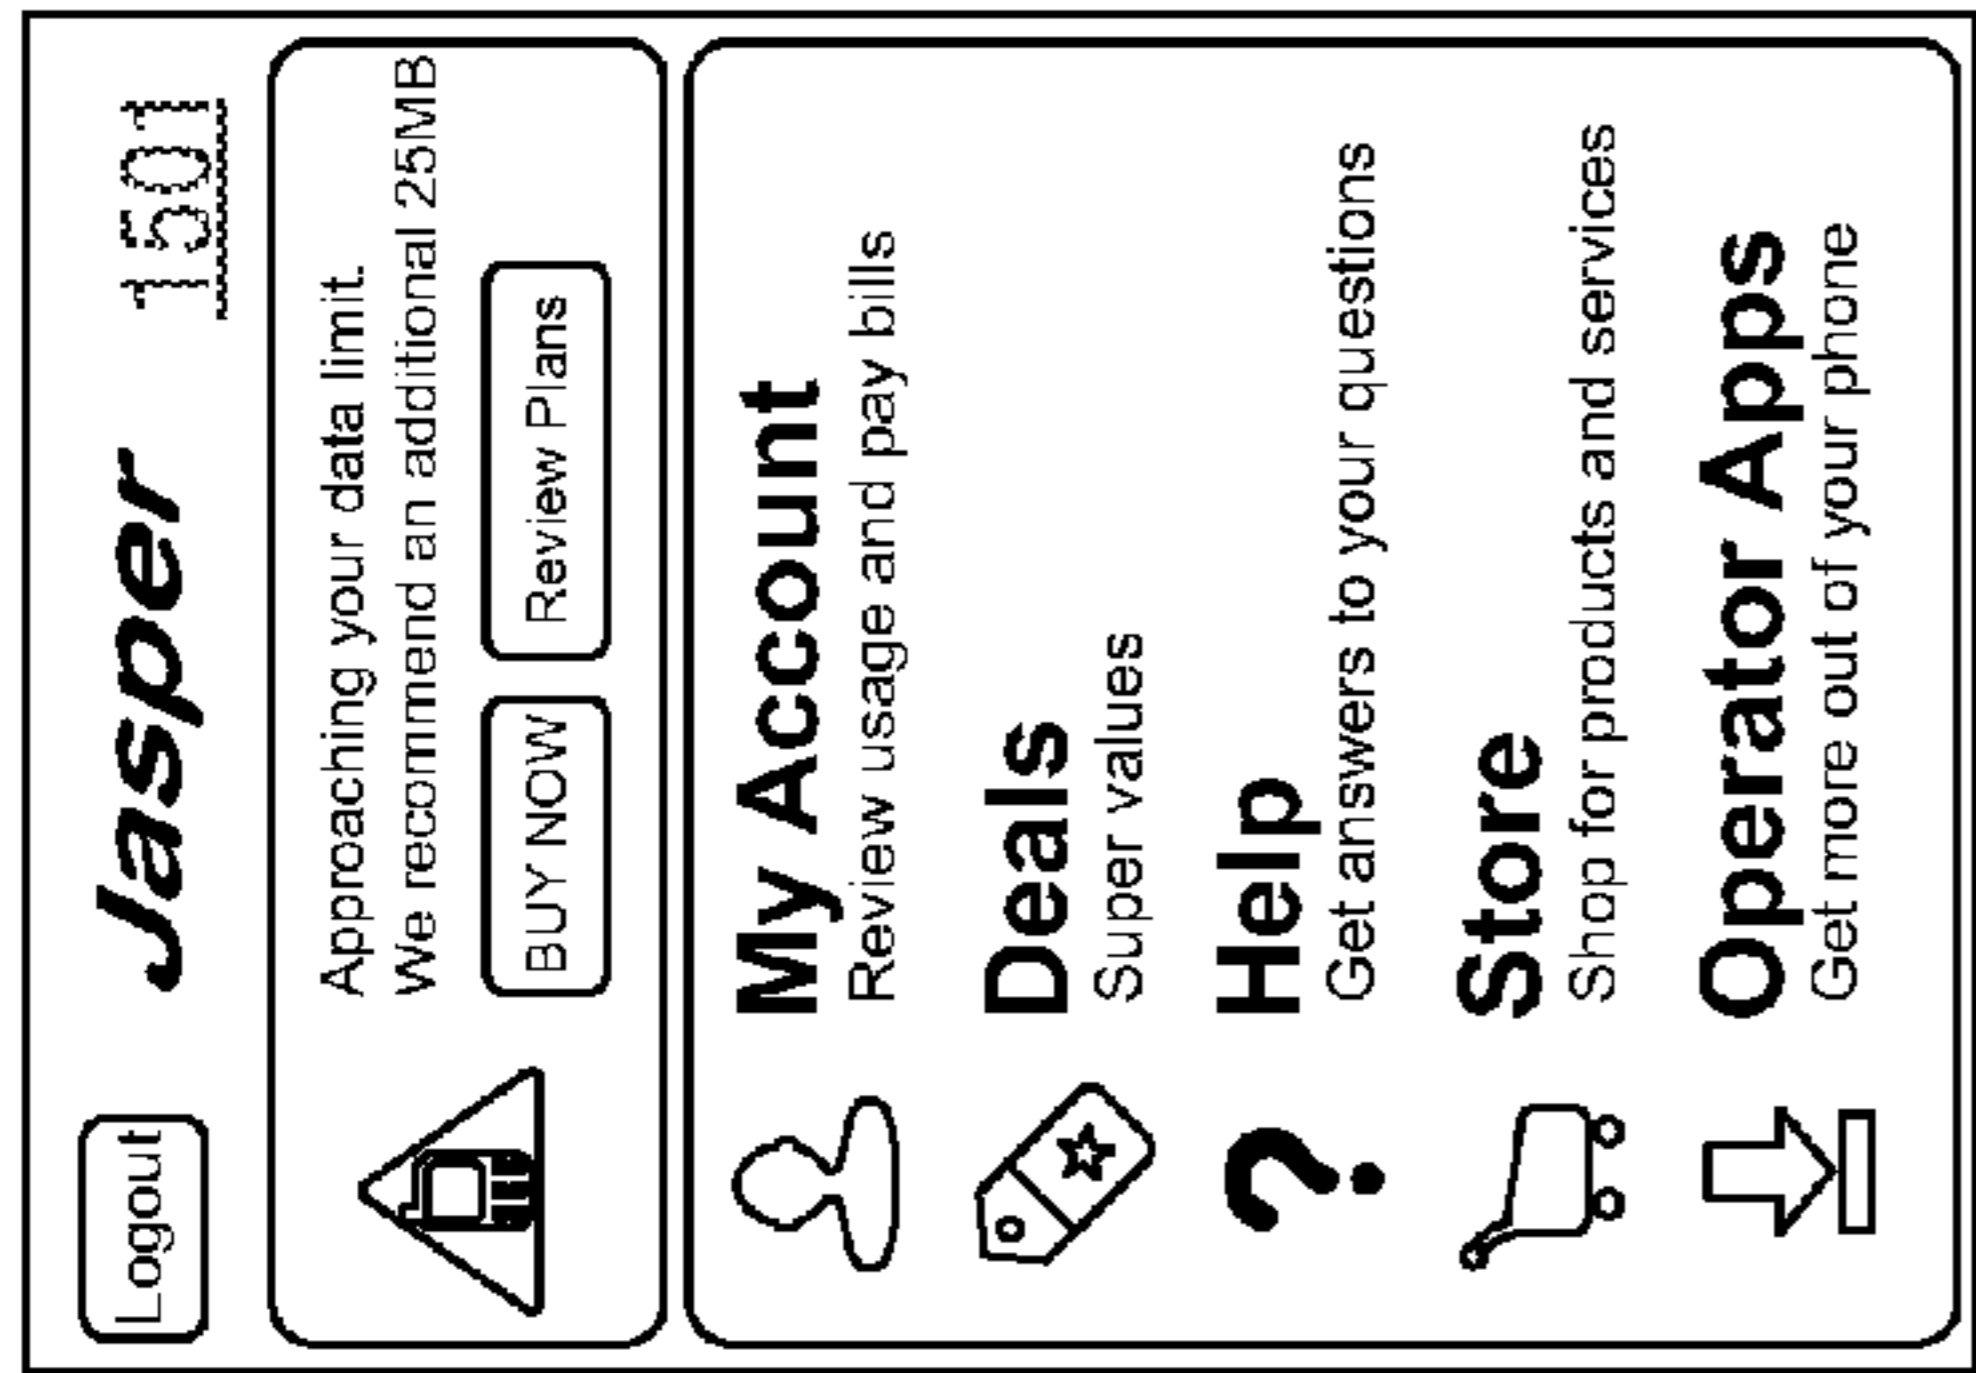 Logout
Jasper
1501
Approaching your data limit.
We recommend an additional 25MB
BUY NOW
Review Plans
My Account
Review usage and pay bills
Deals
Super values
Help
Get answers to your questions
Store
Shop for products and services
Operator Apps
Get more out of your phone